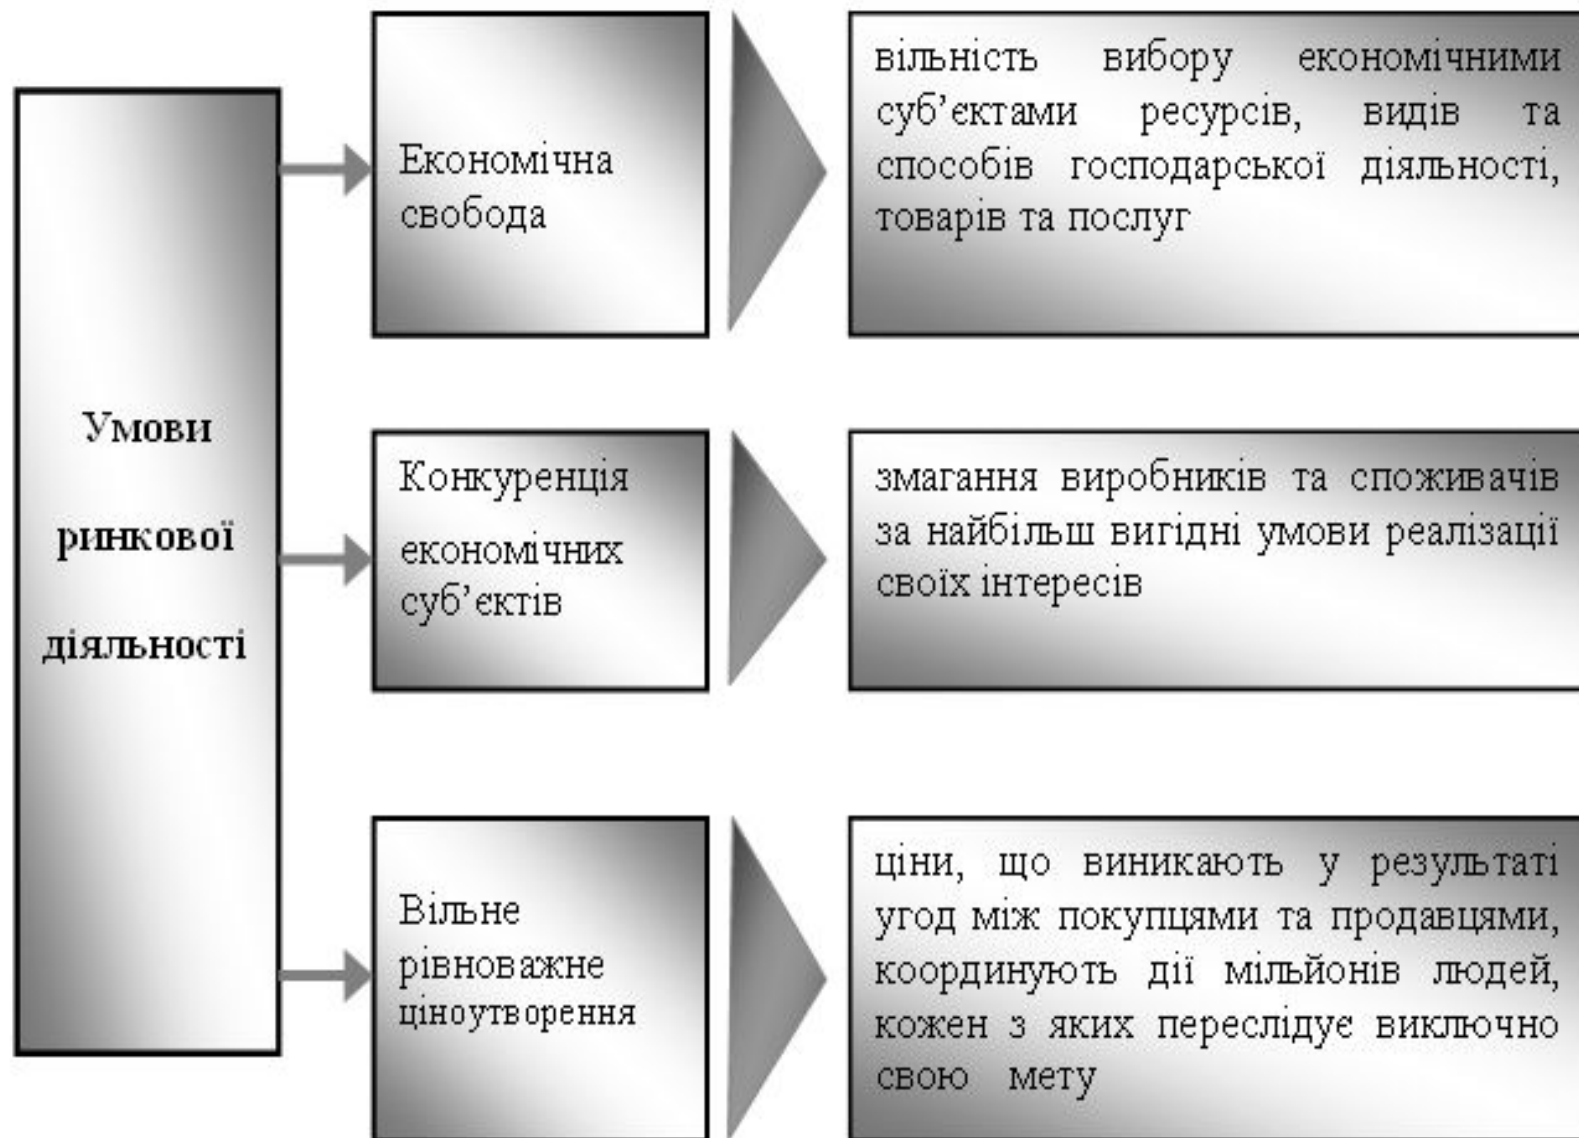 Умови
ринкової
діяльності
Економічна
свобода
вільність вибору економічними
суб’єктами ресурсів, видів та
способів господарської діяльності,
товарів та послуг
Конкуренція
економічних
суб’єктів
змагання виробників та споживачів
за найбільш вигідні умови реалізації
своїх інтересів
Вільне
рівноважне
ціноутворення
ціни, що виникають у результаті
угод між покупцями та продавцями,
координують дії мільйонів людей,
кожен з яких переслідує виключно
свою мету